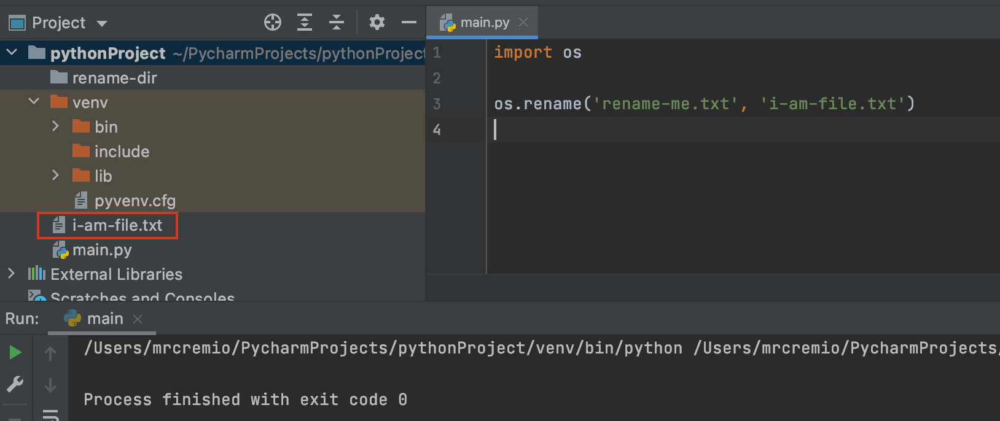 Project
pythonProject ~/PycharmProjects/pythonProject
rename-dir
venv
bin
include
lib
pyvenv.cfg
i-am-file.txt
main.py
External Libraries
Scratches and Consoles
main.py
1 import os
2
3 os.rename('rename-me.txt', 'i-am-file.txt')
4
Run: main
/Users/mrcremio/PycharmProjects/pythonProject/venv/bin/python /Users/mrcremio/PycharmProjects/
Process finished with exit code 0